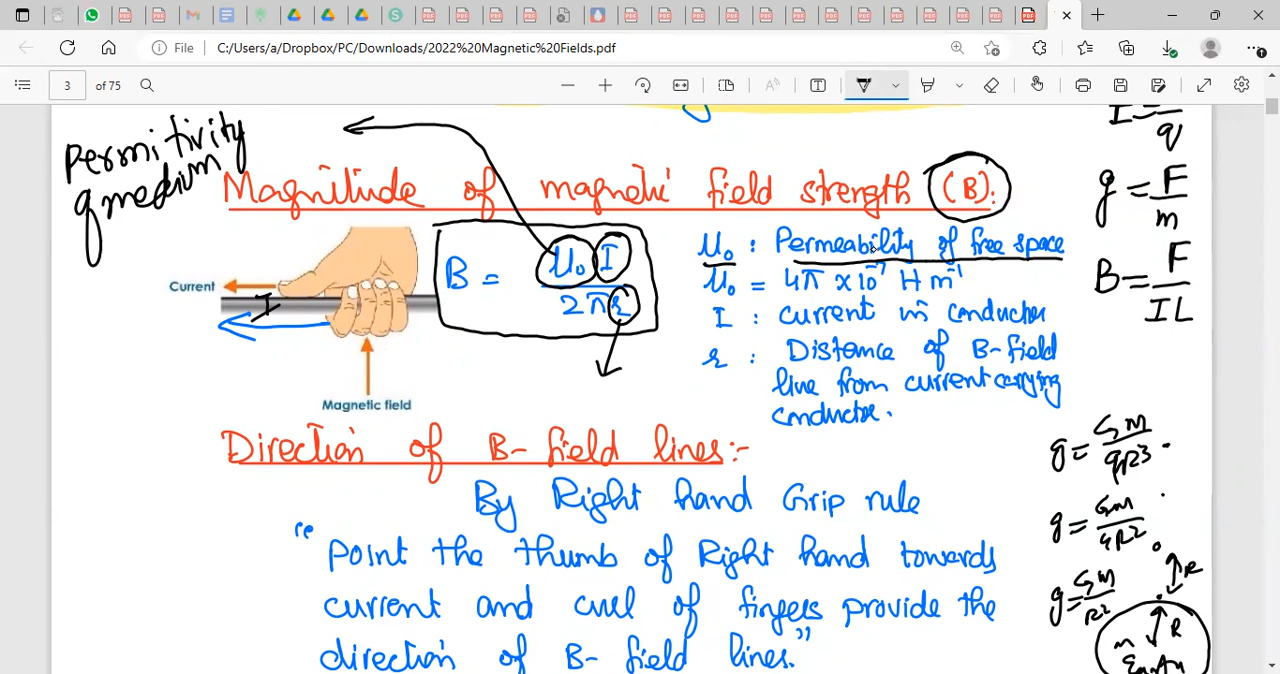 File C:/Users/a/Dropbox/PC/Downloads/2022%20Magnetic%20Fields.pdf
3 of 75
Permitivity
of medium
Magnitude of magnetic field strength (B).
Current
I
Magnetic field
B = μ₀ I / 2πr
μ₀ : Permeability of free space
μ₀ = 4π × 10⁻⁷ H m⁻¹
I : current in conductor
r : Distance of B-field
line from current carrying
conductor.
I = / q
g = F / m
B = F / IL
Direction of B- field lines:-
By Right hand Grip rule
"Point the thumb of Right hand towards
current and curl of fingers provide the
direction of B- field lines."
g = GM / 9R²
g = GM / 4R²
g = GM / R²
R
R
m
Earth